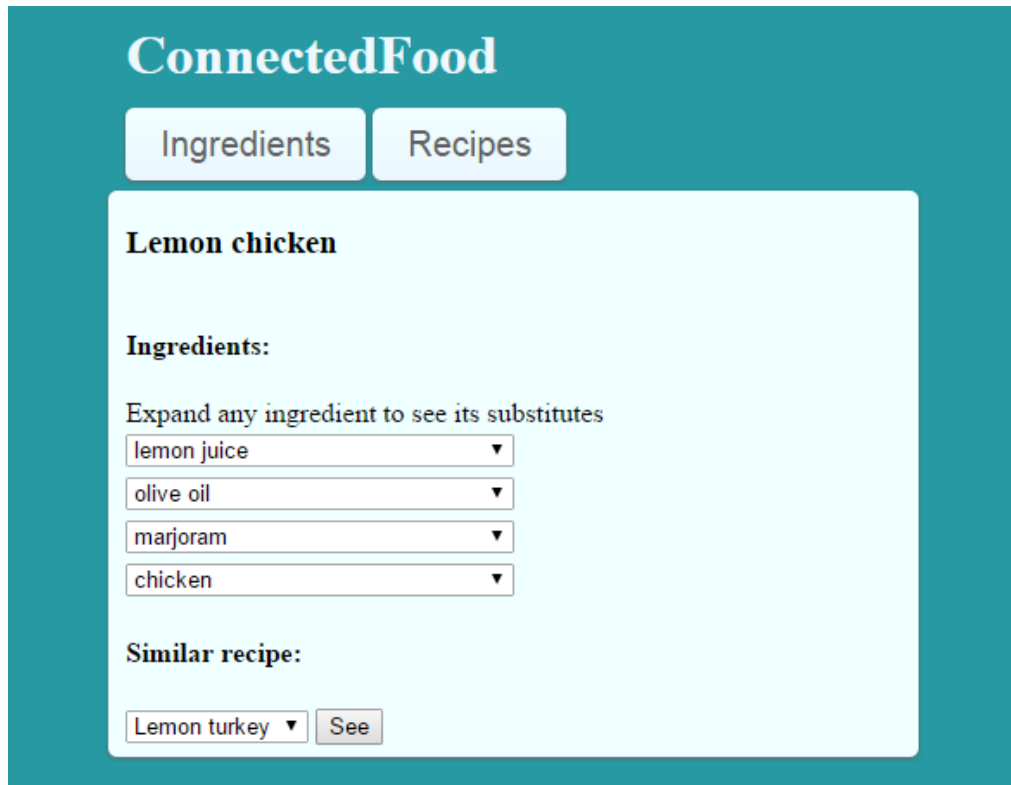 ConnectedFood
Ingredients Recipes
Lemon chicken
Ingredients:
Expand any ingredient to see its substitutes
lemon juice
olive oil
marjoram
chicken
Similar recipe:
Lemon turkey See